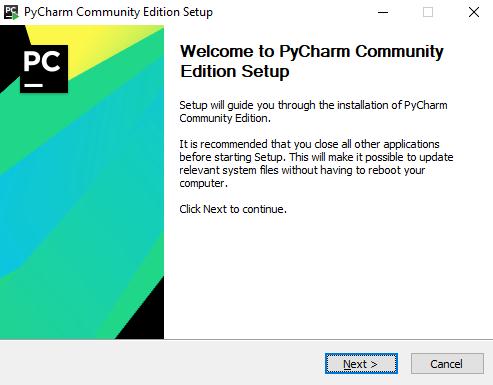 PyCharm Community Edition Setup
PC
Welcome to PyCharm Community
Edition Setup
Setup will guide you through the installation of PyCharm
Community Edition.
It is recommended that you close all other applications
before starting Setup. This will make it possible to update
relevant system files without having to reboot your
computer.
Click Next to continue.
Next >
Cancel